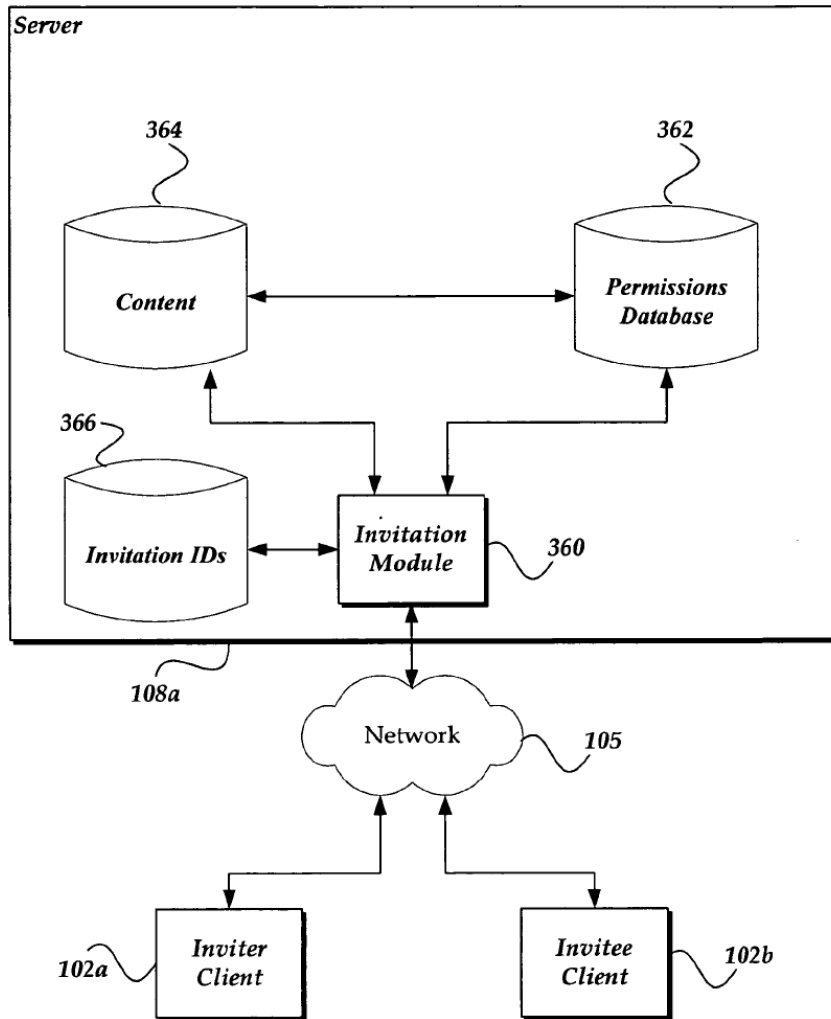 Server
364
362
Content
Permissions
Database
366
Invitation IDs
Invitation
Module
360
108a
Network
105
Inviter
Client
102a
Invitee
Client
102b